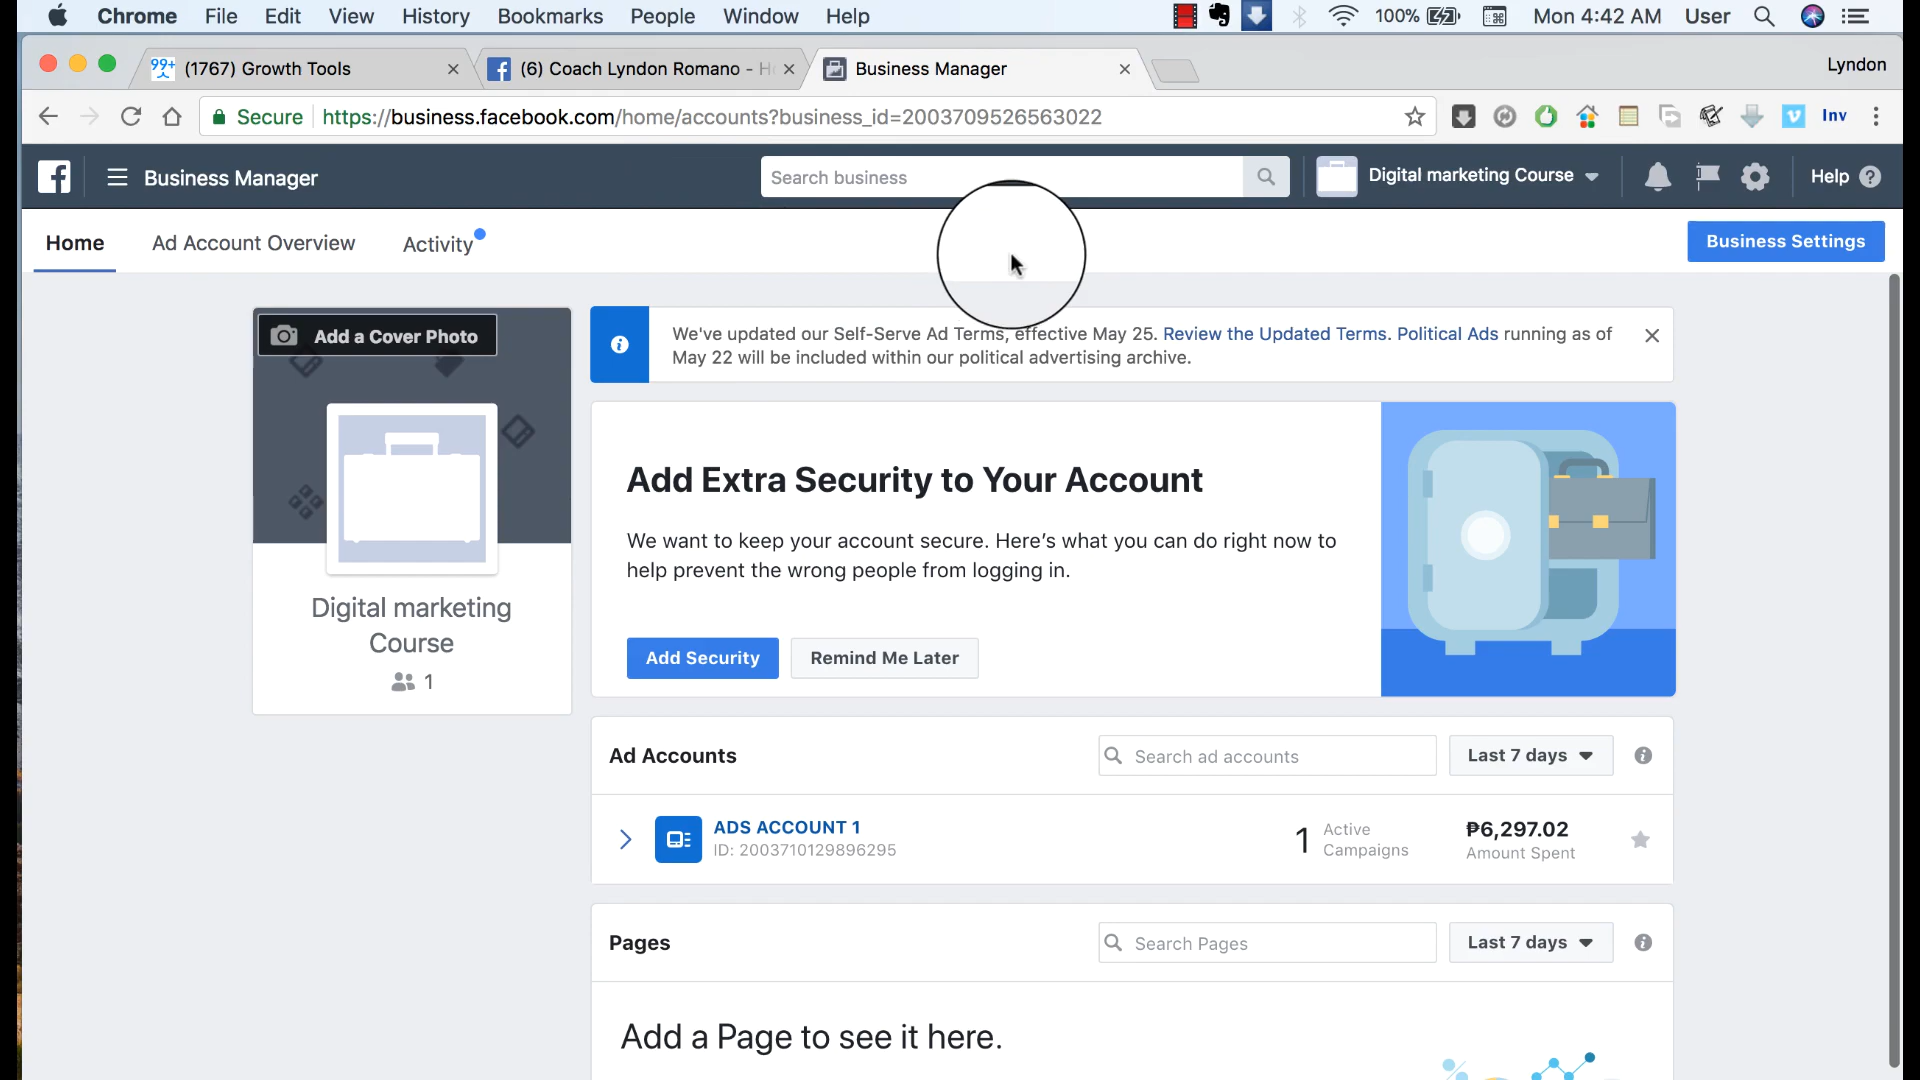 Chrome File Edit View History Bookmarks People Window Help 100% Mon 4:42 AM User
99+ (1767) Growth Tools (6) Coach Lyndon Romano - H Business Manager Lyndon
Secure https://business.facebook.com/home/accounts?business_id=2003709526563022 Inv
Business Manager Search business Digital marketing Course Help
Home Ad Account Overview Activity Business Settings
Add a Cover Photo
We've updated our Self-Serve Ad Terms, effective May 25. Review the Updated Terms. Political Ads running as of
May 22 will be included within our political advertising archive.
Add Extra Security to Your Account
We want to keep your account secure. Here's what you can do right now to
help prevent the wrong people from logging in.
Digital marketing
Course
1
Add Security Remind Me Later
Ad Accounts Search ad accounts Last 7 days
ADS ACCOUNT 1
ID: 2003710129896295
1 Active
Campaigns
₱6,297.02
Amount Spent
Pages Search Pages Last 7 days
Add a Page to see it here.